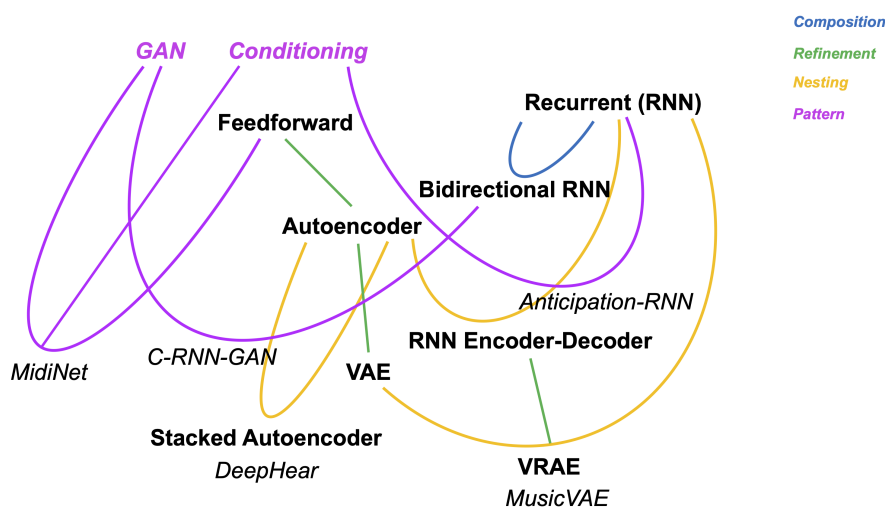 GAN
Conditioning
Composition
Refinement
Nesting
Pattern
Recurrent (RNN)
Feedforward
Bidirectional RNN
Autoencoder
Anticipation-RNN
RNN Encoder-Decoder
C-RNN-GAN
MidiNet
VAE
Stacked Autoencoder
DeepHear
VRAE
MusicVAE